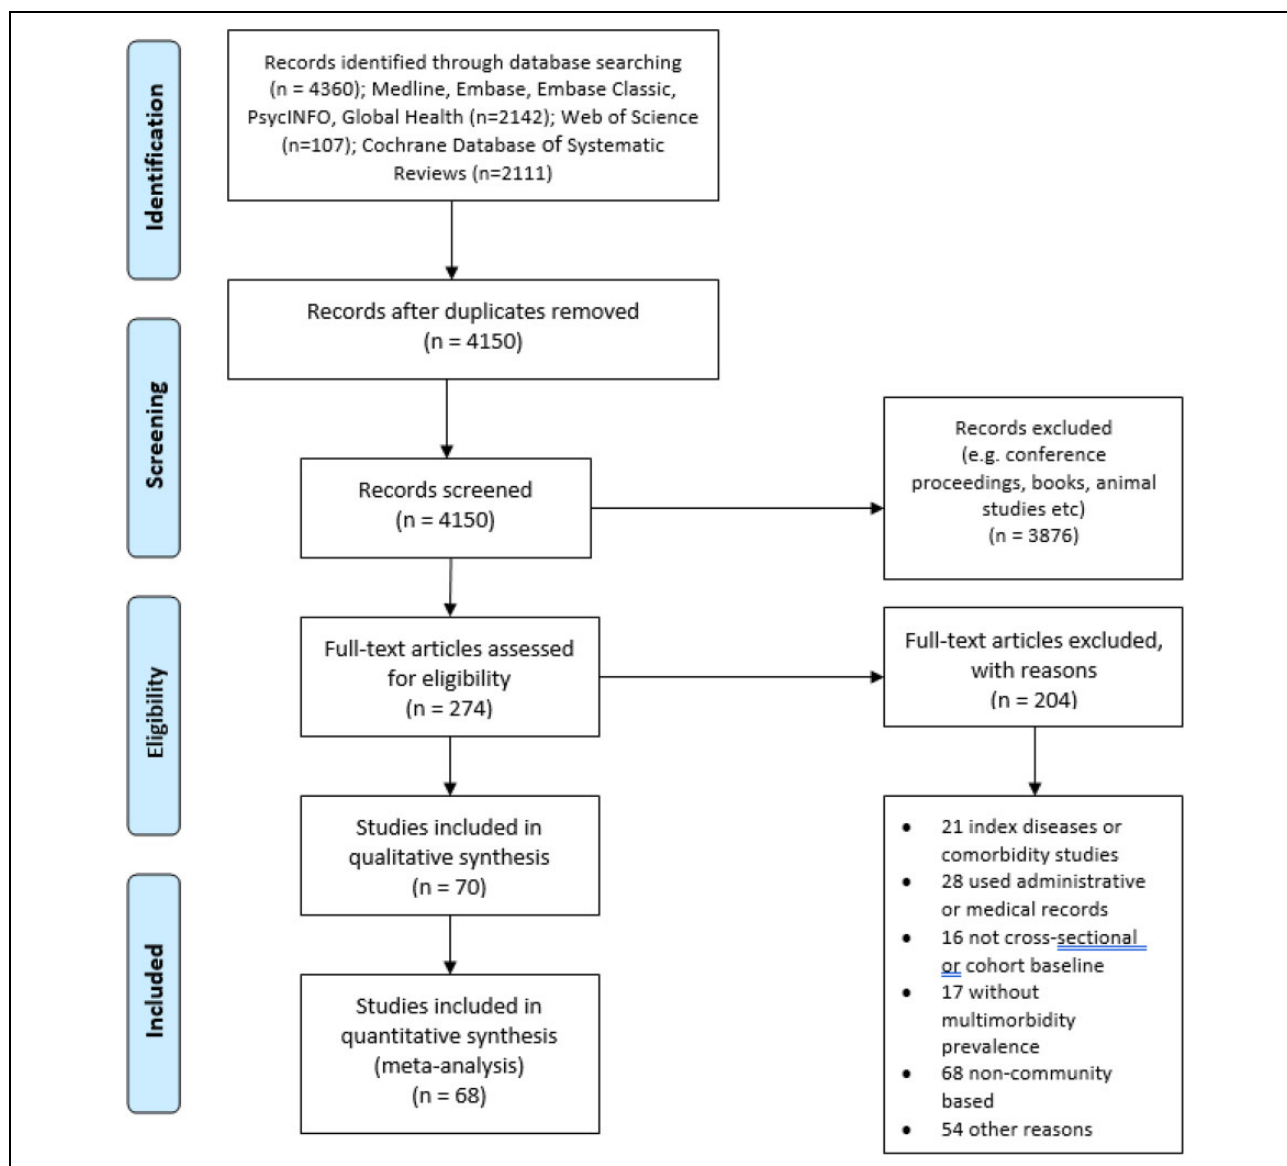 Identification
Records identified through database searching
(n = 4360); Medline, Embase, Embase Classic,
PsycINFO, Global Health (n=2142); Web of Science
(n=107); Cochrane Database of Systematic
Reviews (n=2111)
Records after duplicates removed
(n = 4150)
Screening
Records screened
(n = 4150)
Records excluded
(e.g. conference
proceedings, books, animal
studies etc)
(n = 3876)
Eligibility
Full-text articles assessed
for eligibility
(n = 274)
Full-text articles excluded,
with reasons
(n = 204)
Studies included in
qualitative synthesis
(n = 70)
• 21 index diseases or
comorbidity studies
• 28 used administrative
or medical records
• 16 not cross-sectional
or cohort baseline
• 17 without
multimorbidity
prevalence
• 68 non-community
based
• 54 other reasons
Included
Studies included in
quantitative synthesis
(meta-analysis)
(n = 68)